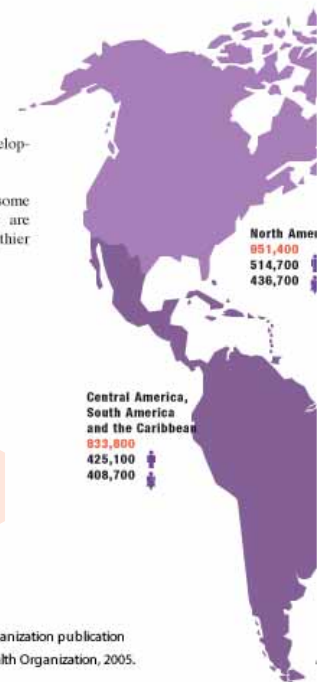 elop-
some
are
thier
North Amer
951,400
514,700
436,700
Central America,
South America
and the Caribbean
833,800
425,100
408,700
anization publication
lth Organization, 2005.